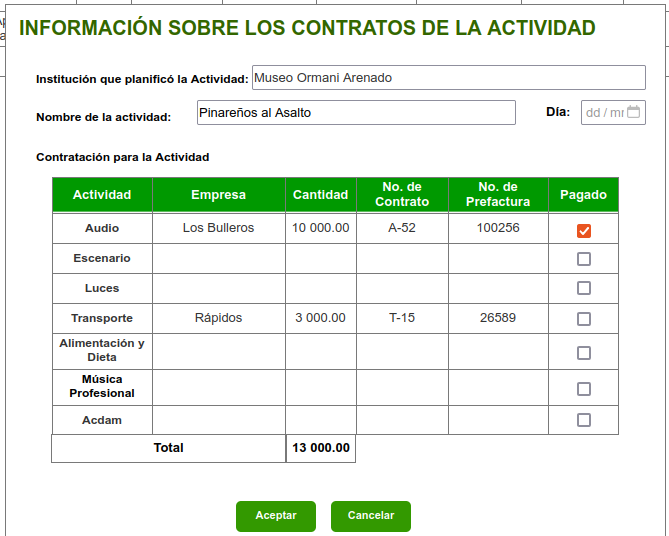 INFORMACIÓN SOBRE LOS CONTRATOS DE LA ACTIVIDAD
Institución que planificó la Actividad: Museo Ormani Arenado
Nombre de la actividad: Pinareños al Asalto Día: dd / mm
Contratación para la Actividad
Actividad Empresa Cantidad No. de Contrato No. de Prefactura Pagado
Audio Los Bulleros 10 000.00 A-52 100256
Escenario
Luces
Transporte Rápidos 3 000.00 T-15 26589
Alimentación y
Dieta
Música
Profesional
Acdam
Total 13 000.00
Aceptar Cancelar